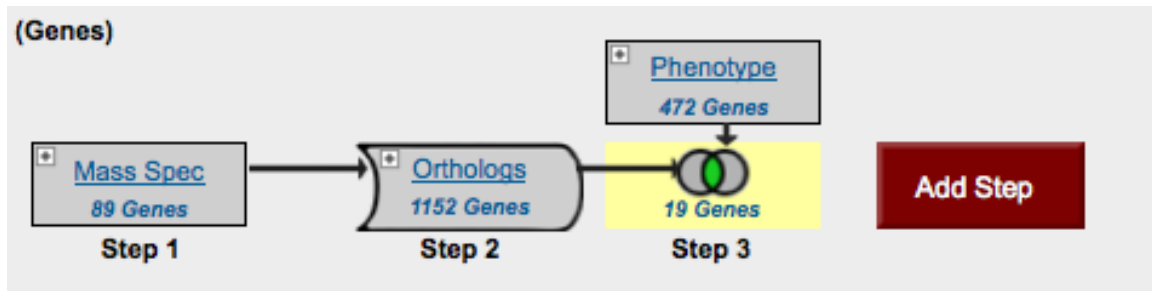 (Genes)
Phenotype
472 Genes
Mass Spec
89 Genes
Step 1
Orthologs
1152 Genes
Step 2
19 Genes
Step 3
Add Step